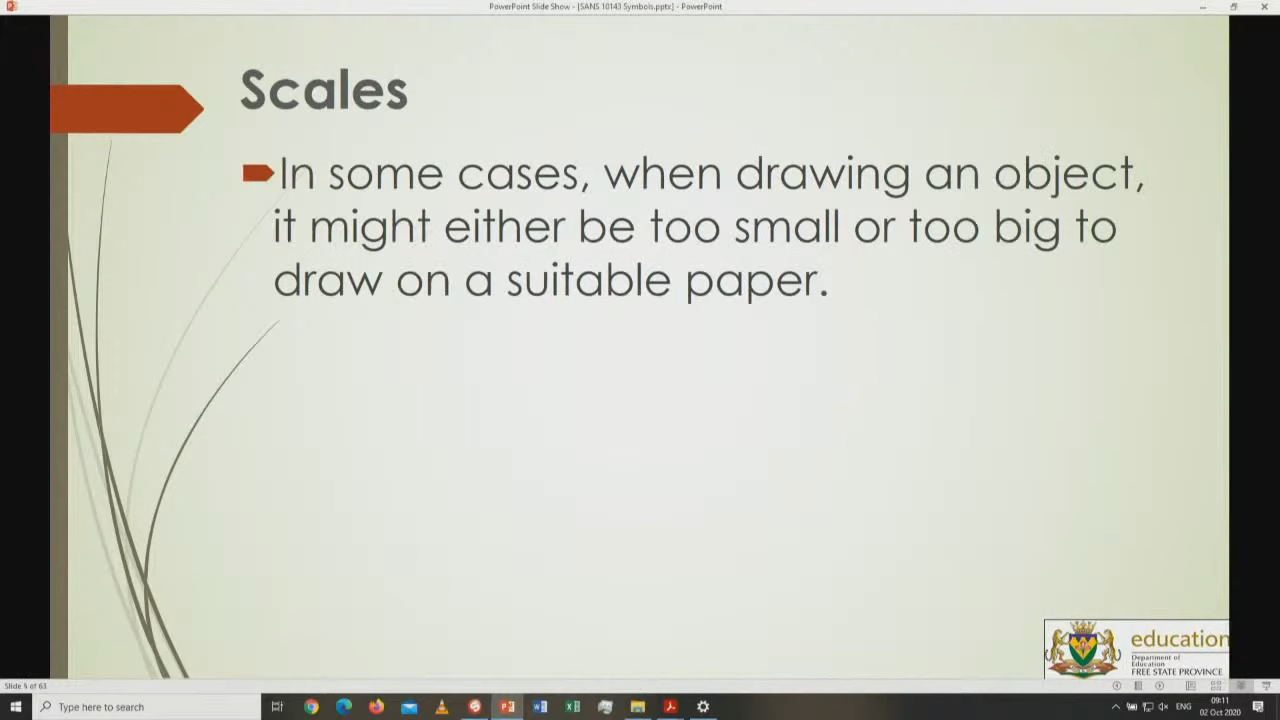 PowerPoint Slide Show - [SANS 10143 Symbols.pptx] - PowerPoint
Scales
In some cases, when drawing an object,
it might either be too small or too big to
draw on a suitable paper.
education
Department of
Education
FREE STATE PROVINCE
Type here to search
ENG
09:11
02 Oct 2020